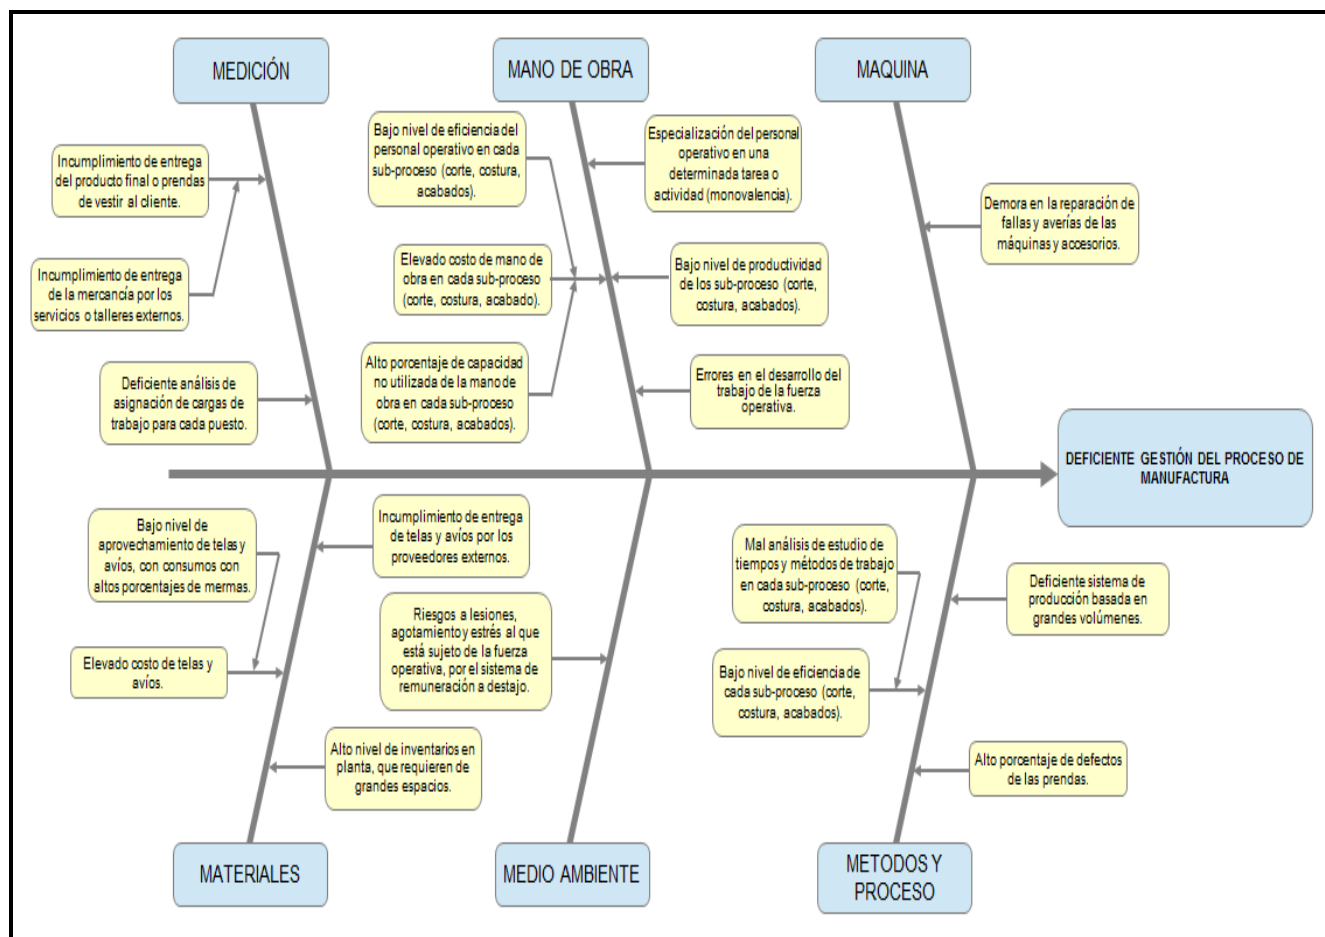 MEDICIÓN
MANO DE OBRA
MAQUINA
Incumplimiento de entrega
del producto final o prendas
de vestir al cliente.
Incumplimiento de entrega
de la mercancía por los
servicios o talleres externos.
Deficiente análisis de
asignación de cargas de
trabajo para cada puesto.
Bajo nivel de eficiencia del
personal operativo en cada
sub-proceso (corte, costura,
acabados).
Elevado costo de mano de
obra en cada sub-proceso
(corte, costura, acabado).
Alto porcentaje de capacidad
no utilizada de la mano de
obra en cada sub-proceso
(corte, costura, acabados).
Especialización del personal
operativo en una
determinada tarea o
actividad (monovalencia).
Bajo nivel de productividad
de los sub-proceso (corte,
costura, acabados).
Errores en el desarrollo del
trabajo de la fuerza
operativa.
Demora en la reparación de
fallas y averías de las
máquinas y accesorios.
DEFICIENTE GESTIÓN DEL PROCESO DE
MANUFACTURA
Bajo nivel de
aprovechamiento de telas y
avíos, con consumos con
altos porcentajes de mermas.
Elevado costo de telas y
avíos.
Incumplimiento de entrega
de telas y avíos por los
proveedores externos.
Alto nivel de inventarios en
planta, que requieren de
grandes espacios.
Riesgos a lesiones,
agotamiento y estrés al que
está sujeto de la fuerza
operativa, por el sistema de
remuneración a destajo.
Mal análisis de estudio de
tiempos y métodos de trabajo
en cada sub-proceso (corte,
costura, acabados).
Bajo nivel de eficiencia de
cada sub-proceso (corte,
costura, acabados).
Deficiente sistema de
producción basada en
grandes volúmenes.
Alto porcentaje de defectos
de las prendas.
MATERIALES
MEDIO AMBIENTE
METODOS Y
PROCESO